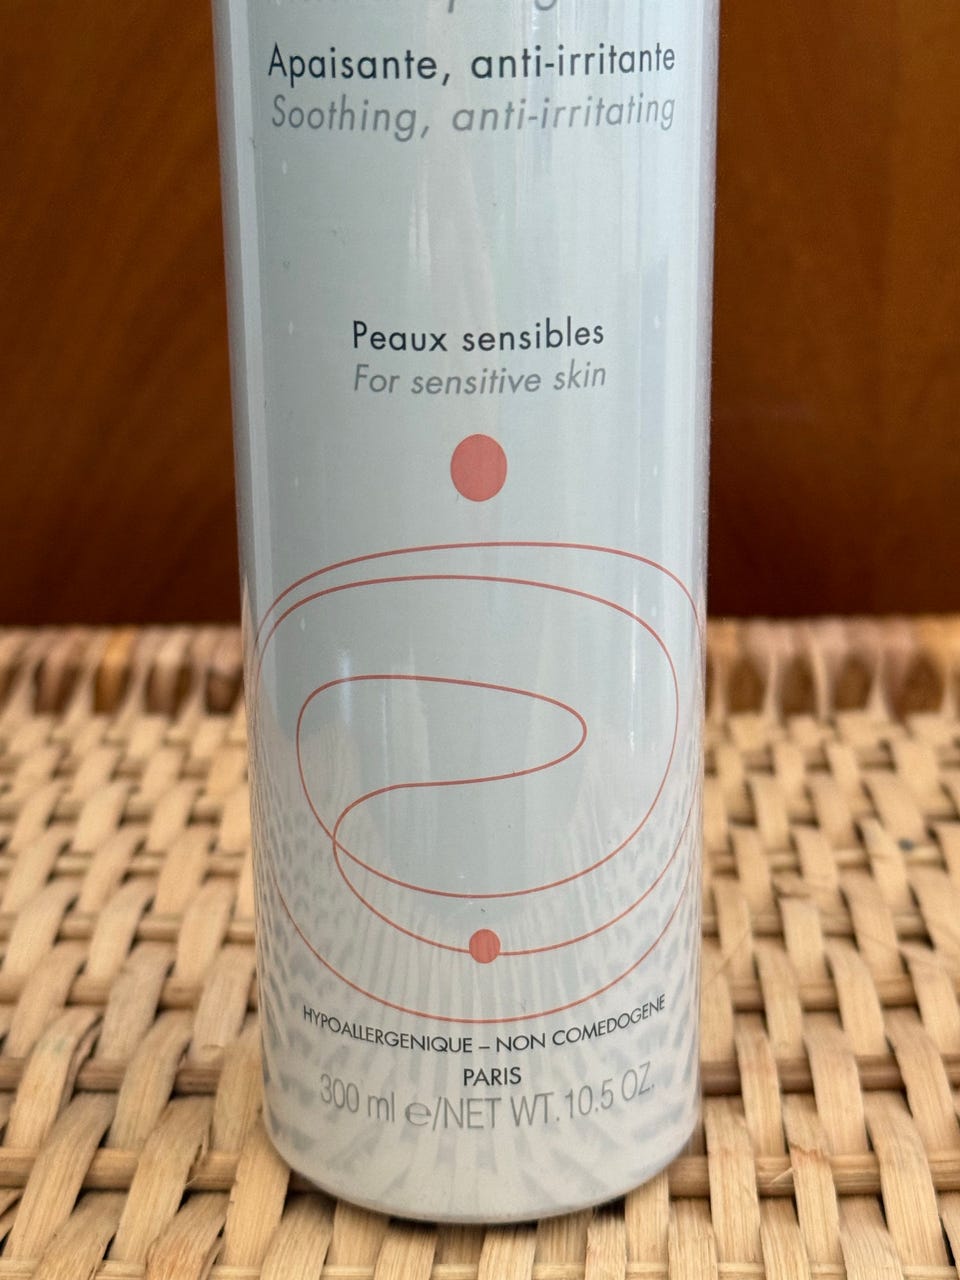 Apaisante, anti-irritante
Soothing, anti-irritating
Peaux sensibles
For sensitive skin
HYPOALLERGENIQUE – NON COMEDOGENE
PARIS
300 ml e/NET WT. 10.5 OZ.